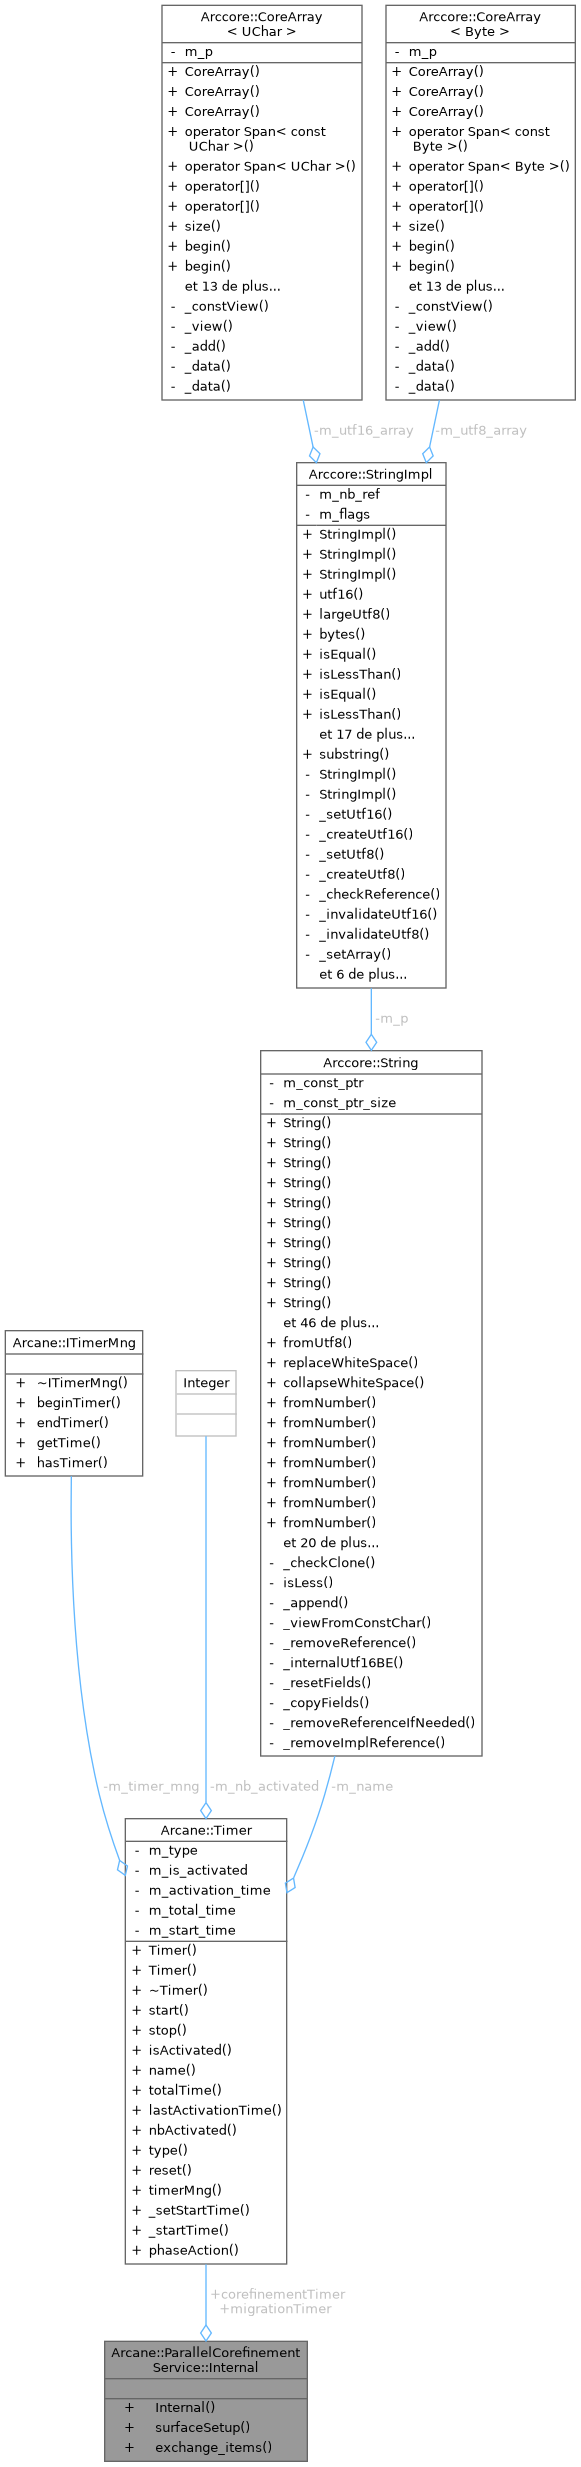 Arccore::CoreArray
< UChar >
- m_p
+ CoreArray()
+ CoreArray()
+ CoreArray()
+ operator Span< const
UChar >()
+ operator Span< UChar >()
+ operator[]()
+ operator[]()
+ size()
+ begin()
+ begin()
et 13 de plus...
- _constView()
- _view()
- _add()
- _data()
- _data()
Arccore::CoreArray
< Byte >
- m_p
+ CoreArray()
+ CoreArray()
+ CoreArray()
+ operator Span< const
Byte >()
+ operator Span< Byte >()
+ operator[]()
+ operator[]()
+ size()
+ begin()
+ begin()
et 13 de plus...
- _constView()
- _view()
- _add()
- _data()
- _data()
-m_utf16_array
-m_utf8_array
Arccore::StringImpl
- m_nb_ref
- m_flags
+ StringImpl()
+ StringImpl()
+ StringImpl()
+ utf16()
+ largeUtf8()
+ bytes()
+ isEqual()
+ isLessThan()
+ isEqual()
+ isLessThan()
et 17 de plus...
+ substring()
- StringImpl()
- StringImpl()
- _setUtf16()
- _createUtf16()
- _setUtf8()
- _createUtf8()
- _checkReference()
- _invalidateUtf16()
- _invalidateUtf8()
- _setArray()
et 6 de plus...
-m_p
Arccore::String
- m_const_ptr
- m_const_ptr_size
+ String()
+ String()
+ String()
+ String()
+ String()
+ String()
+ String()
+ String()
+ String()
+ String()
et 46 de plus...
+ fromUtf8()
+ replaceWhiteSpace()
+ collapseWhiteSpace()
+ fromNumber()
+ fromNumber()
+ fromNumber()
+ fromNumber()
+ fromNumber()
+ fromNumber()
+ fromNumber()
et 20 de plus...
- _checkClone()
- isLess()
- _append()
- _viewFromConstChar()
- _removeReference()
- _internalUtf16BE()
- _resetFields()
- _copyFields()
- _removeReferenceIfNeeded()
- _removeImplReference()
Arcane::ITimerMng
+ ~ITimerMng()
+ beginTimer()
+ endTimer()
+ getTime()
+ hasTimer()
Integer
-m_timer_mng
-m_nb_activated
-m_name
Arcane::Timer
- m_type
- m_is_activated
- m_activation_time
- m_total_time
- m_start_time
+ Timer()
+ Timer()
+ ~Timer()
+ start()
+ stop()
+ isActivated()
+ name()
+ totalTime()
+ lastActivationTime()
+ nbActivated()
+ type()
+ reset()
+ timerMng()
+ _setStartTime()
+ _startTime()
+ phaseAction()
+corefinementTimer
+migrationTimer
Arcane::ParallelCorefinement
Service::Internal
+ Internal()
+ surfaceSetup()
+ exchange_items()